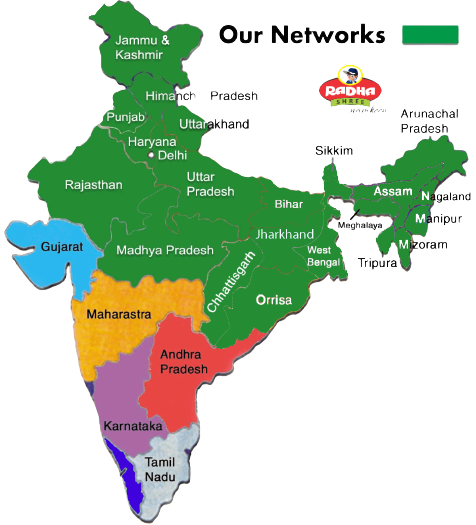 Our Networks
Jammu &
Kashmir
RADHA
SHREE
Himanch Pradesh
Punjab
Uttarakhand
Haryana
Delhi
Arunachal
Pradesh
Sikkim
Rajasthan
Uttar
Pradesh
Assam
Nagaland
Bihar
Manipur
Meghalaya
Jharkhand
Mizoram
Gujarat
Madhya Pradesh
West
Bengal
Tripura
Chhattisgarh
Orrisa
Maharastra
Andhra
Pradesh
Karnataka
Tamil
Nadu